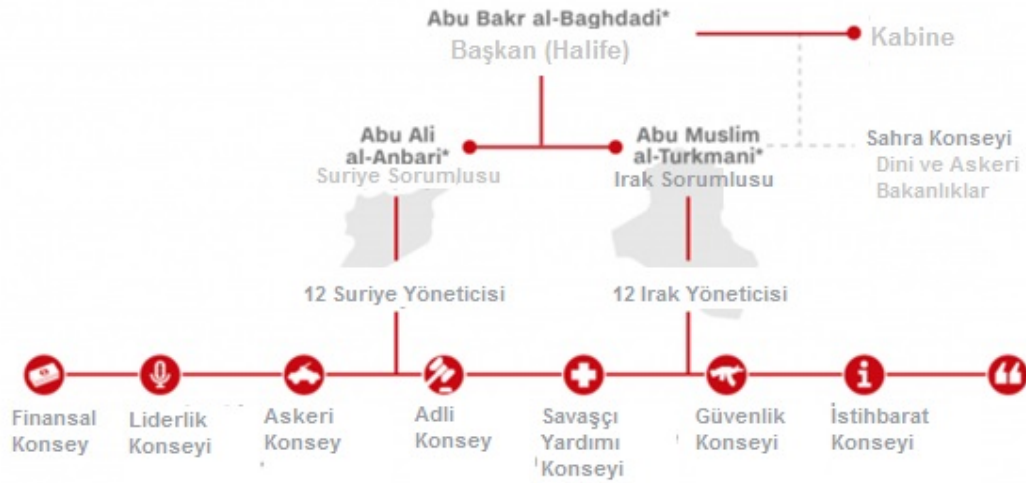 Abu Bakr al-Baghdadi*
Başkan (Halife)
Kabine
Abu Ali
al-Anbari*
Suriye Sorumlusu
Abu Muslim
al-Turkmani*
Irak Sorumlusu
Sahra Konseyi
Dini ve Askeri
Bakanlıklar
12 Suriye Yöneticisi
12 Irak Yöneticisi
Finansal
Konsey
Liderlik
Konseyi
Askeri
Konsey
Adli
Konsey
Savaşçı
Yardımı
Konseyi
Güvenlik
Konseyi
İstihbarat
Konseyi